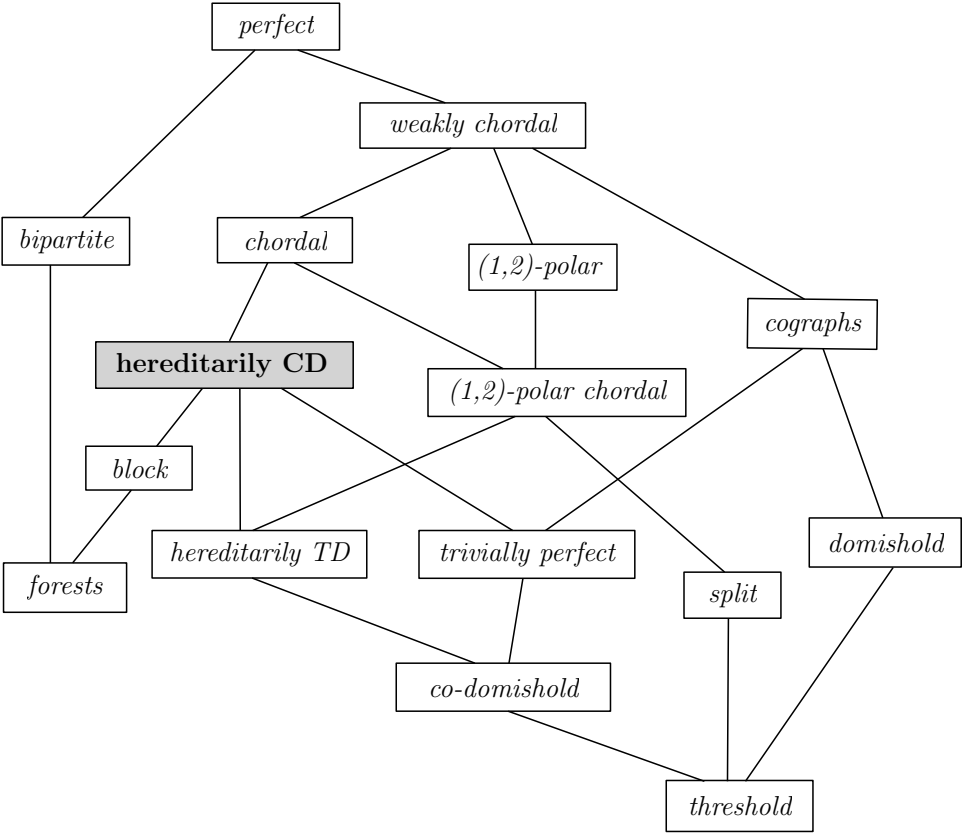 perfect
weakly chordal
bipartite
chordal
(1,2)-polar
cographs
hereditarily CD
(1,2)-polar chordal
block
hereditarily TD
trivially perfect
domishold
forests
split
co-domishold
threshold